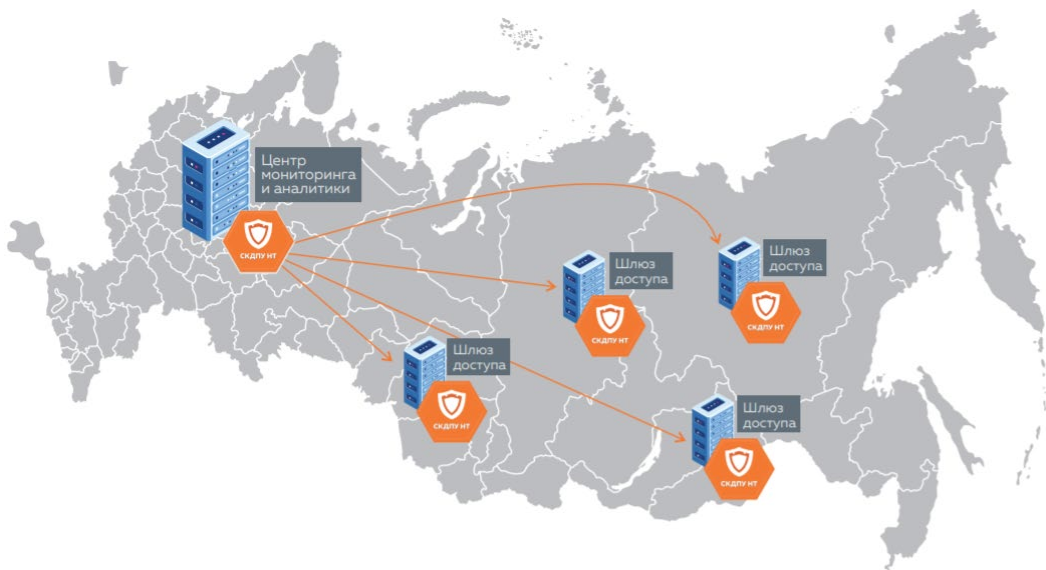 Центр
мониторинга
и аналитики
СКДПУ НТ
Шлюз
доступа
СКДПУ НТ
Шлюз
доступа
СКДПУ НТ
Шлюз
доступа
СКДПУ НТ
Шлюз
доступа
СКДПУ НТ